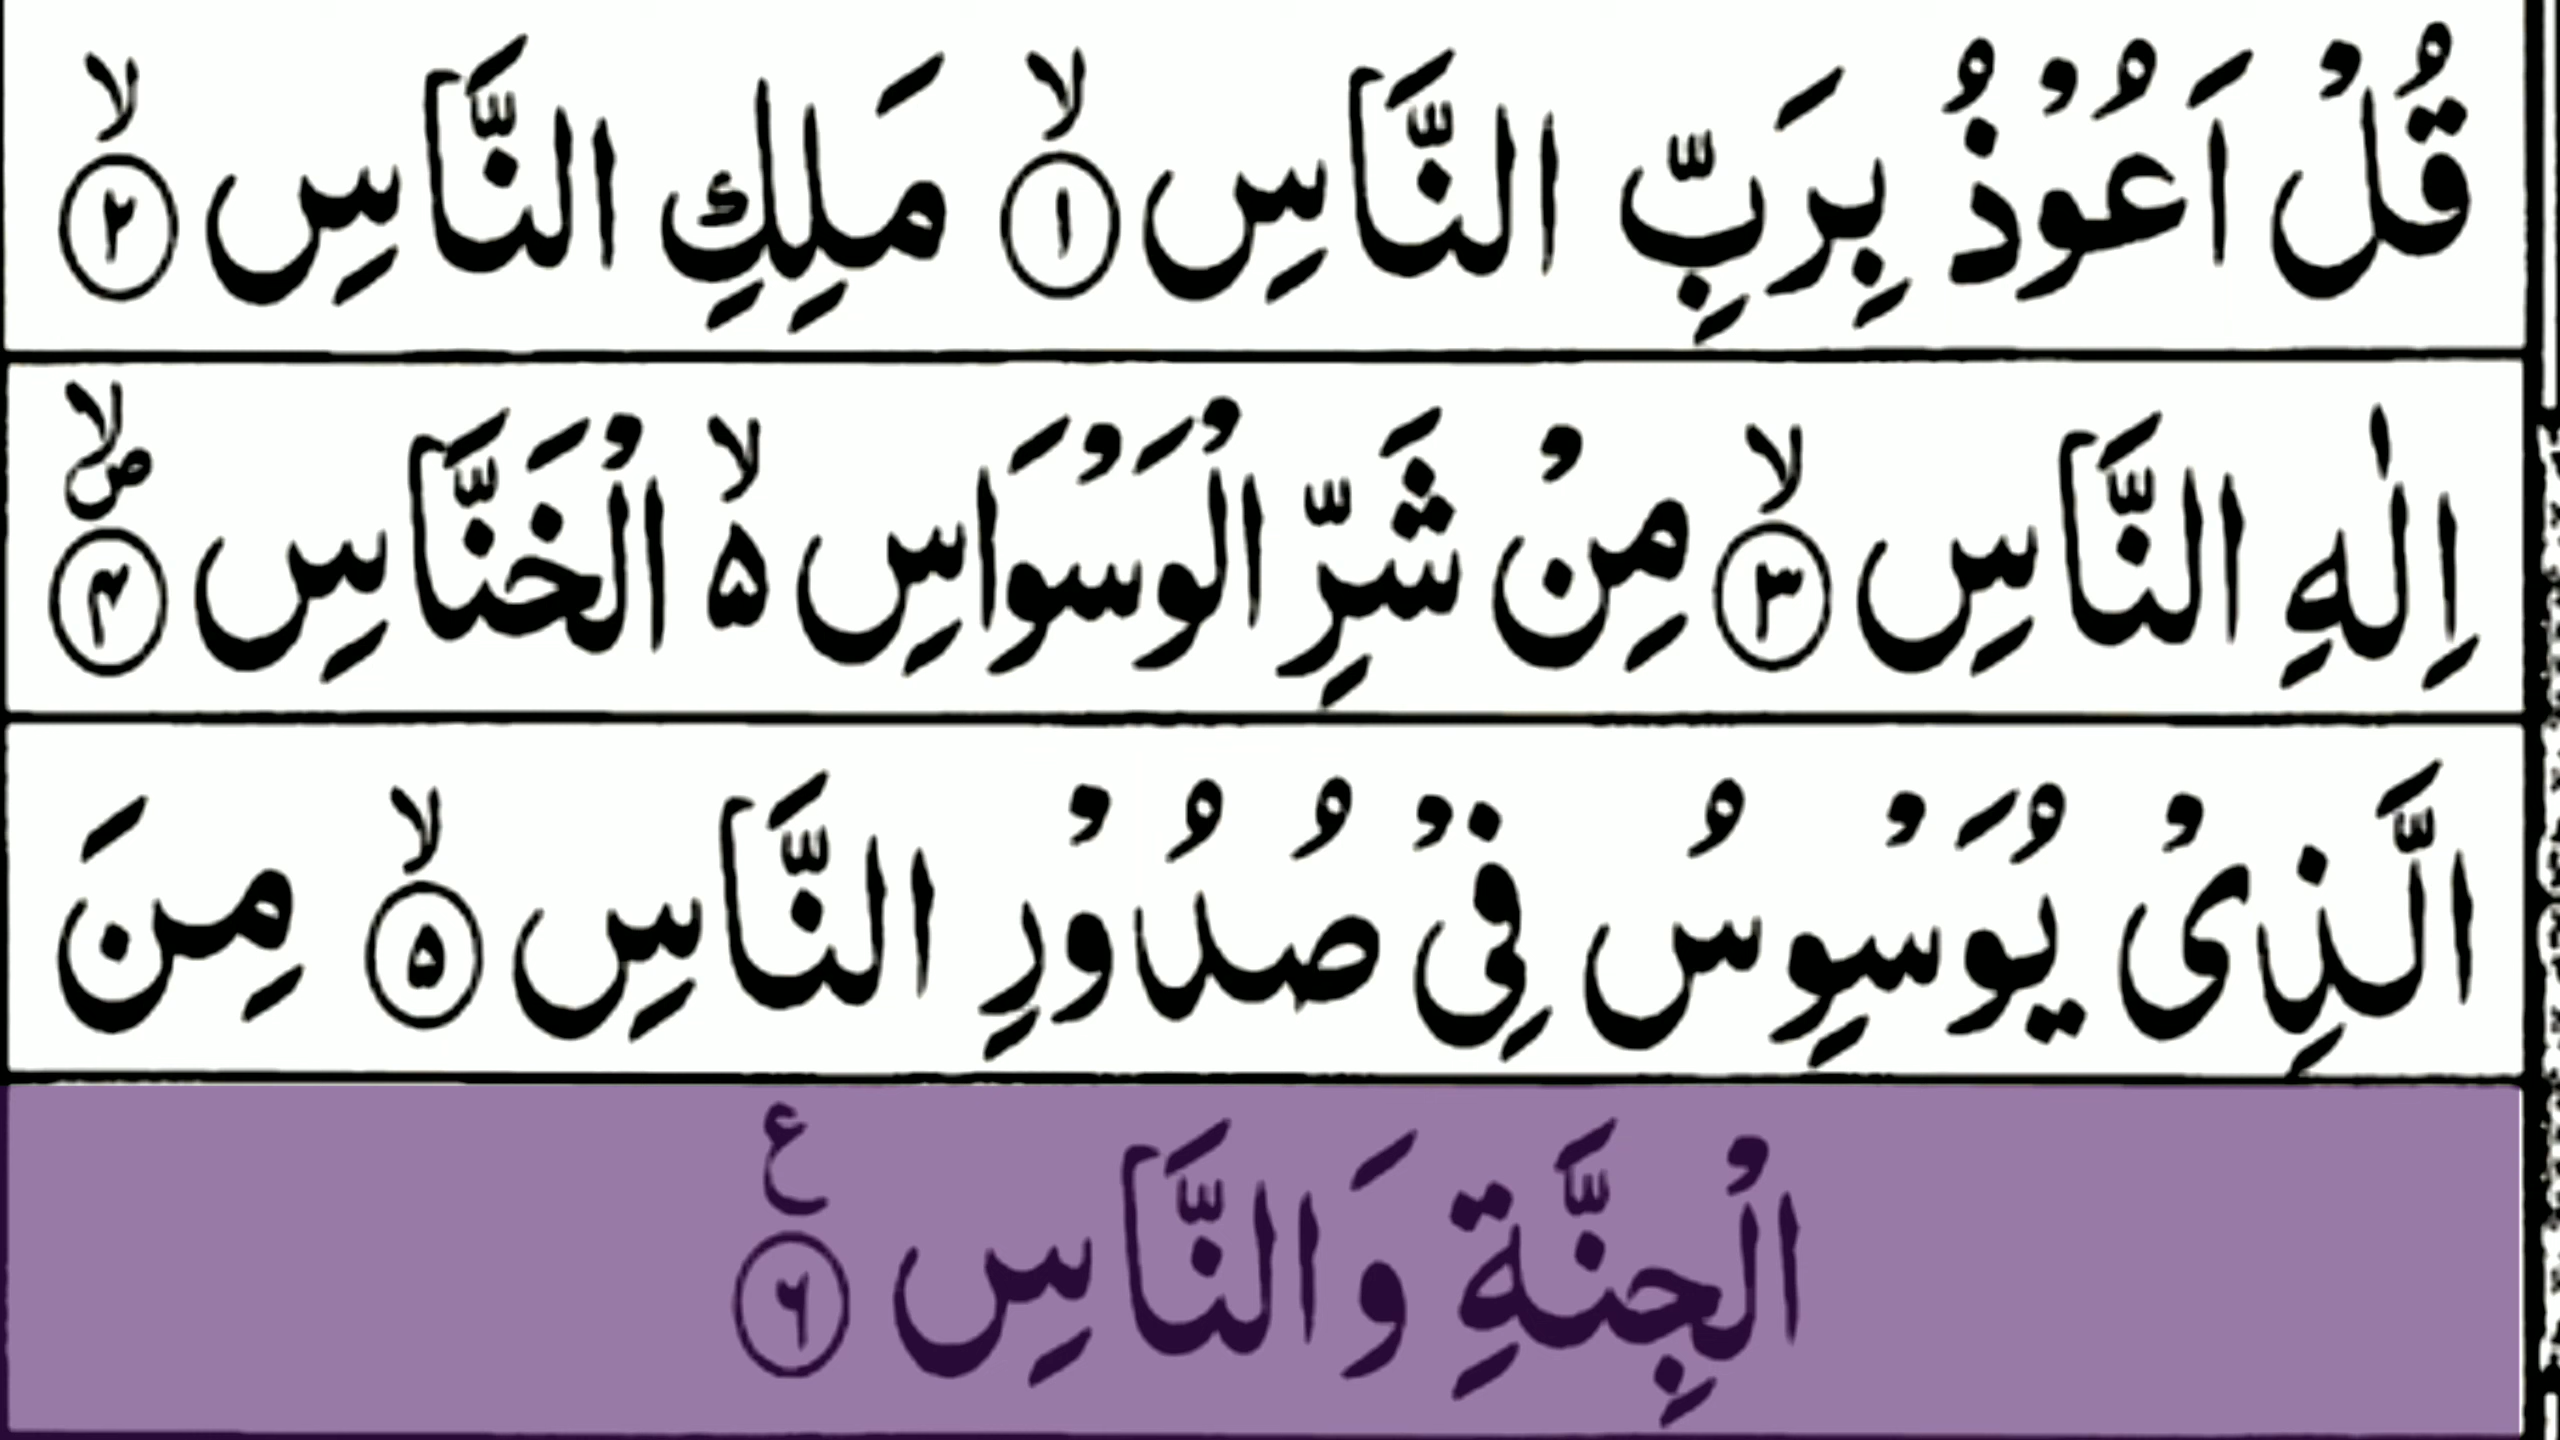 قُلْ اَعُوْذُ بِرَبِّ النَّاسِ ۙ﴿۱﴾ مَلِكِ النَّاسِ ۙ﴿۲﴾
اِلٰهِ النَّاسِ ۙ﴿۳﴾ مِنْ شَرِّ الْوَسْوَاسِ ۵ۙ الْخَنَّاسِ ۪ۙ﴿۴﴾
الَّذِیْ یُوَسْوِسُ فِیْ صُدُوْرِ النَّاسِ ۙ﴿۵﴾ مِنَ
الْجِنَّةِ وَالنَّاسِ ﴿۶﴾ ع